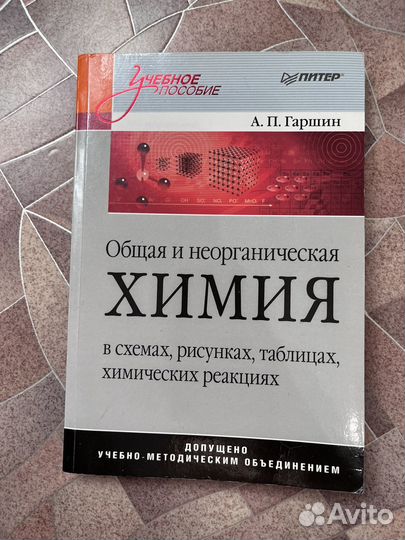 УЧЕБНОЕ
ПОСОБИЕ
ПИТЕР®
А. П. Гаршин
Общая и неорганическая
ХИМИЯ
в схемах, рисунках, таблицах,
химических реакциях
ДОПУЩЕНО
УЧЕБНО-МЕТОДИЧЕСКИМ ОБЪЕДИНЕНИЕМ
Avito